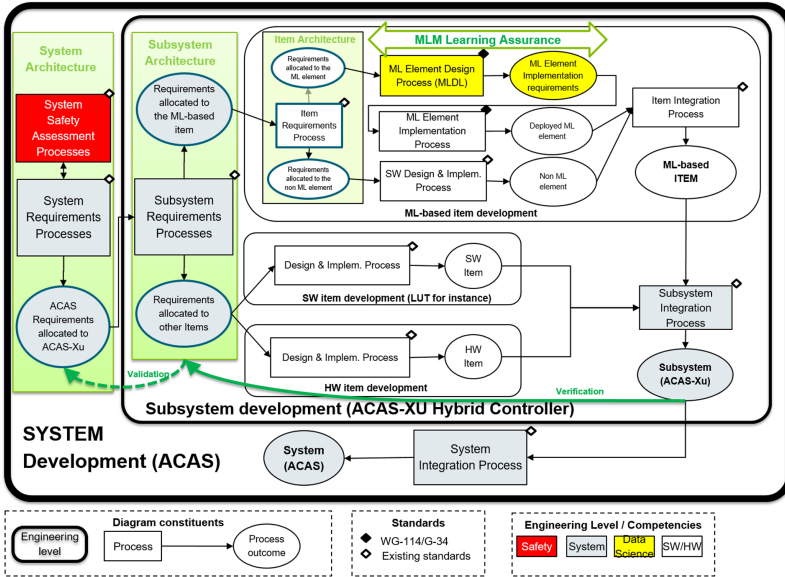 System
Architecture
System
Safety
Assessment
Processes
System
Requirements
Processes
ACAS
Requirements
allocated to
ACAS-Xu
Subsystem
Architecture
Requirements
allocated to
the ML-based
item
Subsystem
Requirements
Processes
Requirements
allocated to
other Items
Item Architecture
Requirements
allocated to the
ML element
Item
Requirements
Process
Requirements
allocated to the
non ML element
MLM Learning Assurance
ML Element Design
Process (MLDL)
ML Element
Implementation
requirements
ML Element
Implementation
Process
Deployed ML
element
SW Design & Implem.
Process
Non ML
element
Item Integration
Process
ML-based
ITEM
ML-based item development
Design & Implem. Process
SW
Item
SW item development (LUT for instance)
Design & Implem. Process
HW
Item
HW item development
Subsystem
Integration
Process
Subsystem
(ACAS-Xu)
Validation
Verification
Subsystem development (ACAS-XU Hybrid Controller)
SYSTEM
Development (ACAS)
System
(ACAS)
System
Integration Process
Diagram constituents
Engineering
level
Process
Process
outcome
Standards
WG-114/G-34
Existing standards
Engineering Level / Competencies
Safety
System
Data
Science
SW/HW